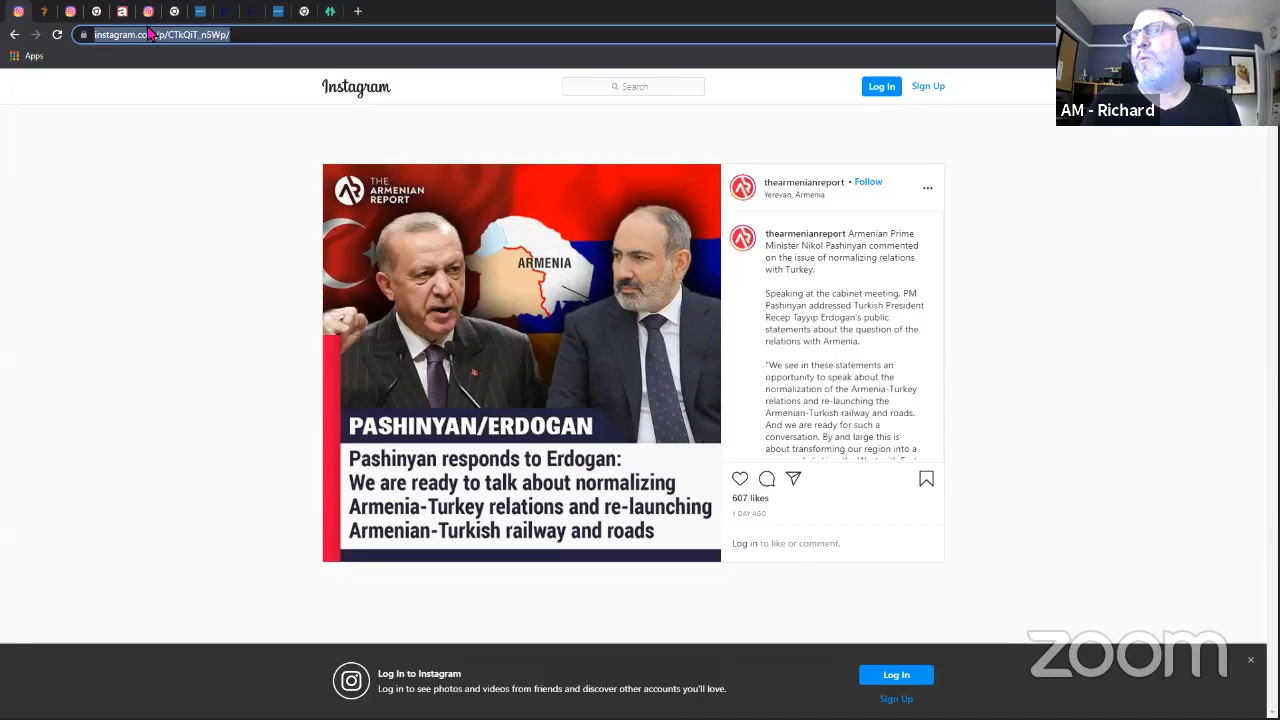 instagram.co
p/CTkQiT_n5Wp/
Apps
Instagram
Search
Log In
Sign Up
AM - Richard
THE
ARMENIAN
REPORT
ARMENIA
PASHINYAN/ERDOGAN
Pashinyan responds to Erdogan:
We are ready to talk about normalizing
Armenia-Turkey relations and re-launching
Armenian-Turkish railway and roads
thearmenianreport • Follow
Yerevan, Armenia
thearmenianreport Armenian Prime
Minister Nikol Pashinyan commented
on the issue of normalizing relations
with Turkey.
Speaking at the cabinet meeting, PM
Pashinyan addressed Turkish President
Recep Tayyip Erdogan's public
statements about the question of the
relations with Armenia.
"We see in these statements an
opportunity to speak about the
normalization of the Armenia-Turkey
relations and re-launching the
Armenian-Turkish railway and roads.
And we are ready for such a
conversation. By and large this is
about transforming our region into a
607 likes
1 DAY AGO
Log in to like or comment.
Log In to Instagram
Log in to see photos and videos from friends and discover other accounts you'll love.
Log In
Sign Up
zoom